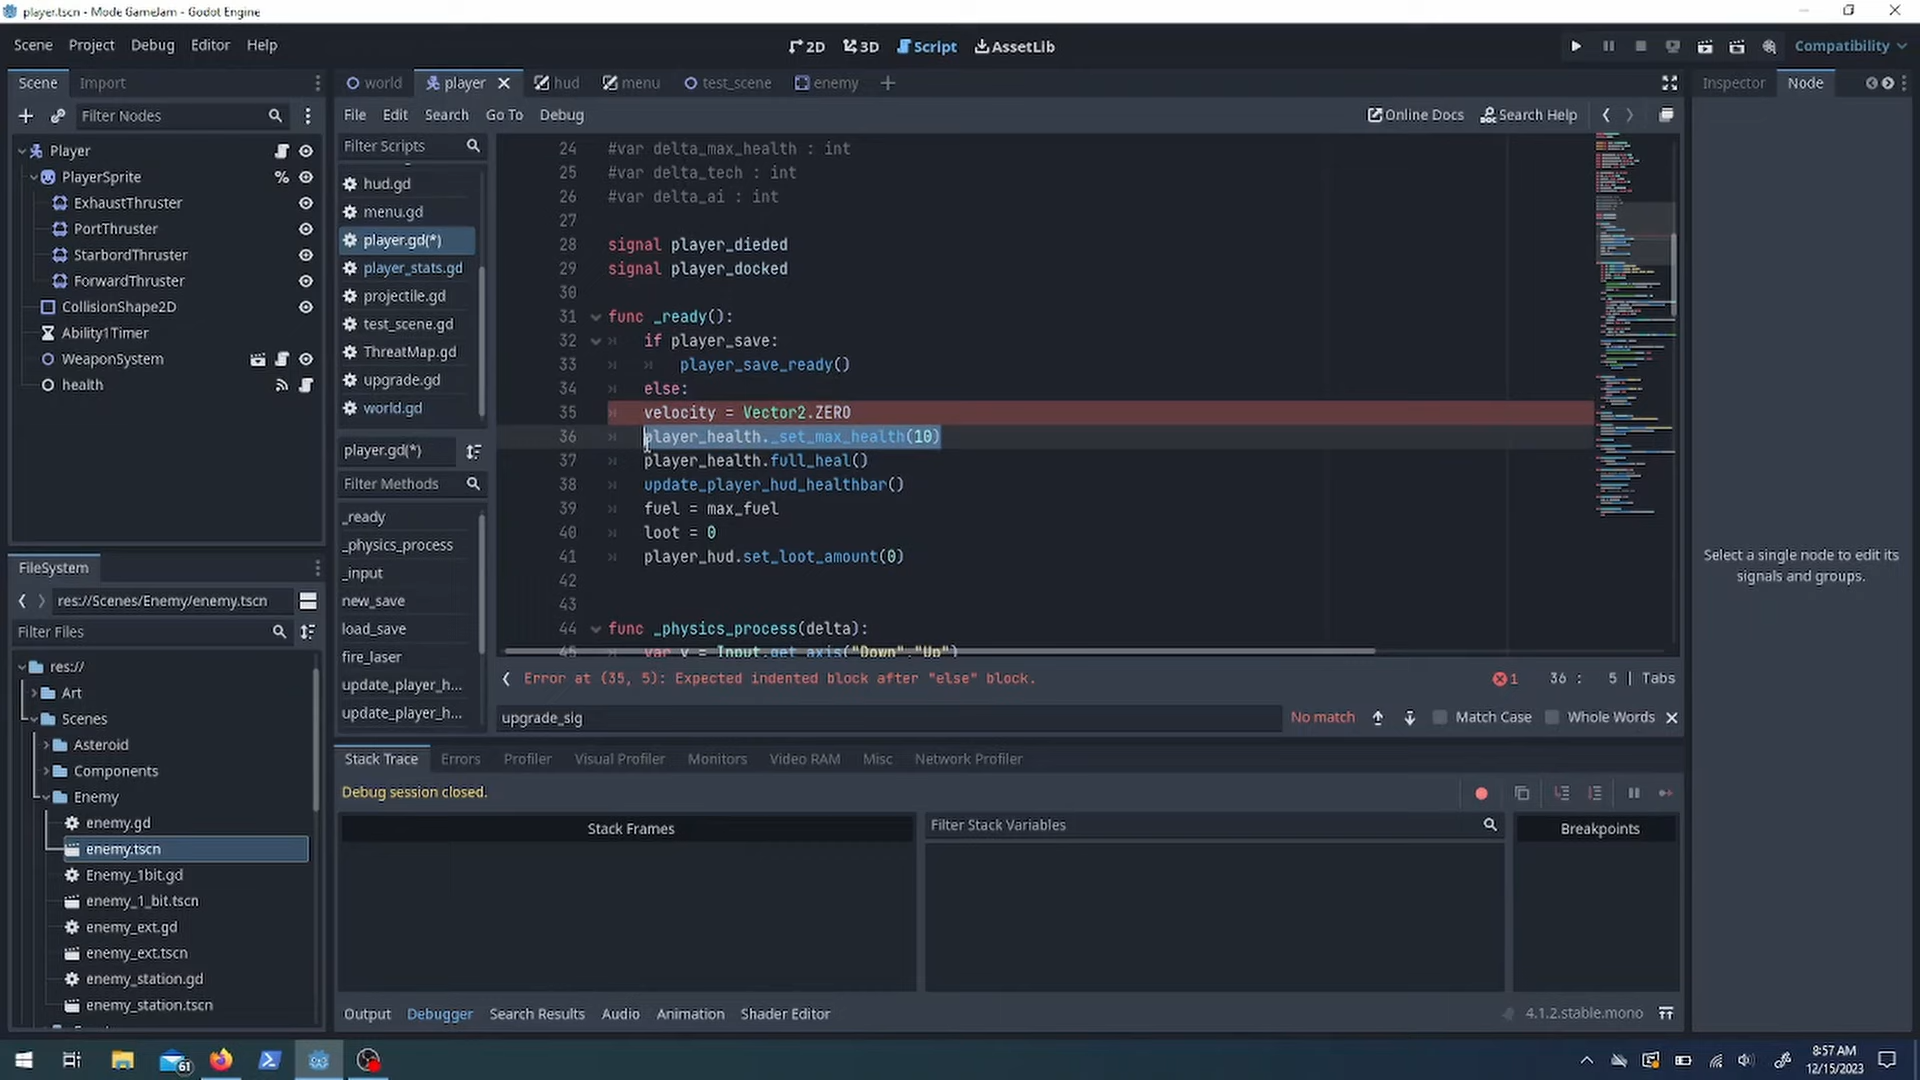 player.tscn - Mode GameJam - Godot Engine
Scene Project Debug Editor Help
2D 3D Script AssetLib
Compatibility
Scene Import
world player hud menu test_scene enemy
Inspector Node
Filter Nodes
File Edit Search Go To Debug
Online Docs Search Help
Player
PlayerSprite
ExhaustThruster
PortThruster
StarbordThruster
ForwardThruster
CollisionShape2D
Ability1Timer
WeaponSystem
health
Filter Scripts
hud.gd
menu.gd
player.gd(*)
player_stats.gd
projectile.gd
test_scene.gd
ThreatMap.gd
upgrade.gd
world.gd
player.gd(*)
Filter Methods
_ready
_physics_process
_input
new_save
load_save
fire_laser
update_player_h...
update_player_h...
24 #var delta_max_health : int
25 #var delta_tech : int
26 #var delta_ai : int
27
28 signal player_dieded
29 signal player_docked
30
31 func _ready():
32 if player_save:
33 player_save_ready()
34 else:
35 velocity = Vector2.ZERO
36 player_health._set_max_health(10)
37 player_health.full_heal()
38 update_player_hud_healthbar()
39 fuel = max_fuel
40 loot = 0
41 player_hud.set_loot_amount(0)
42
43
44 func _physics_process(delta):
45 var y = Input.get_axis("Down","Up")
Error at (35, 5): Expected indented block after "else" block.
1 36 : 5 | Tabs
upgrade_sig
No match Match Case Whole Words
Select a single node to edit its
signals and groups.
FileSystem
res://Scenes/Enemy/enemy.tscn
Filter Files
res://
Art
Scenes
Asteroid
Components
Enemy
enemy.gd
enemy.tscn
Enemy_1bit.gd
enemy_1_bit.tscn
enemy_ext.gd
enemy_ext.tscn
enemy_station.gd
enemy_station.tscn
Stack Trace Errors Profiler Visual Profiler Monitors Video RAM Misc Network Profiler
Debug session closed.
Stack Frames
Filter Stack Variables
Breakpoints
Output Debugger Search Results Audio Animation Shader Editor
4.1.2.stable.mono
61
8:57 AM
12/15/2023